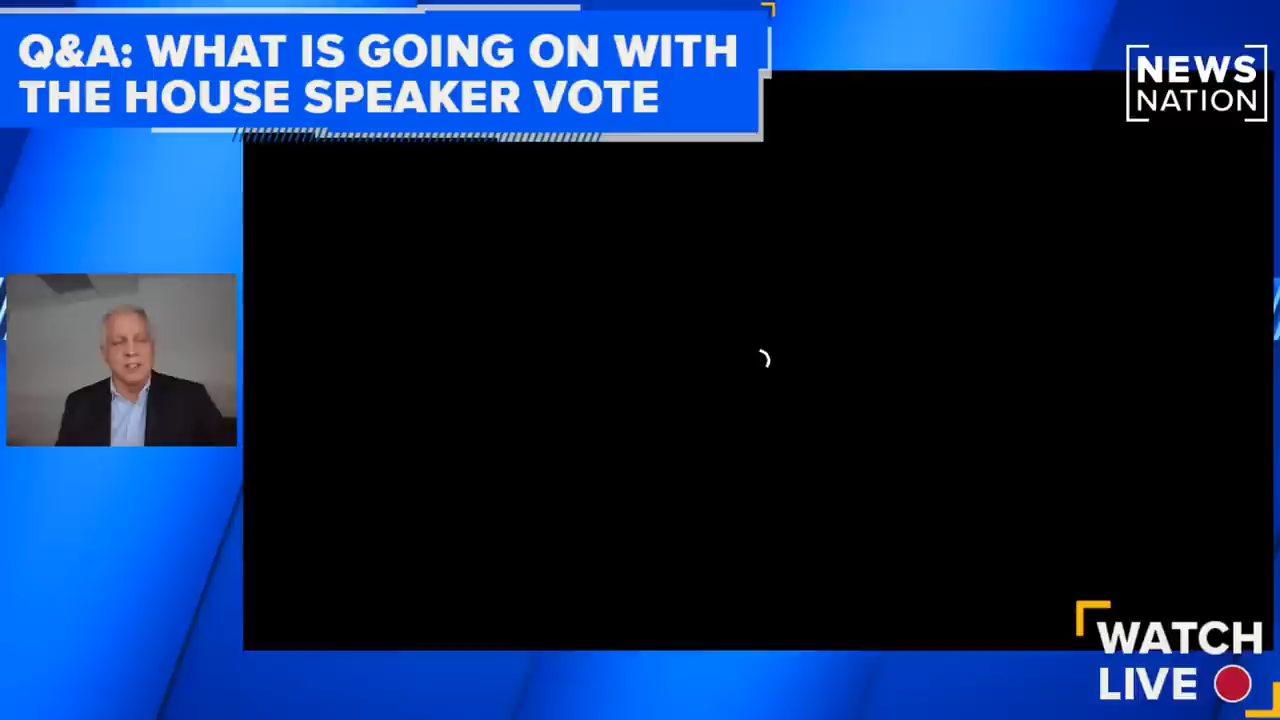 Q&A: WHAT IS GOING ON WITH
THE HOUSE SPEAKER VOTE
NEWS
NATION
WATCH
LIVE